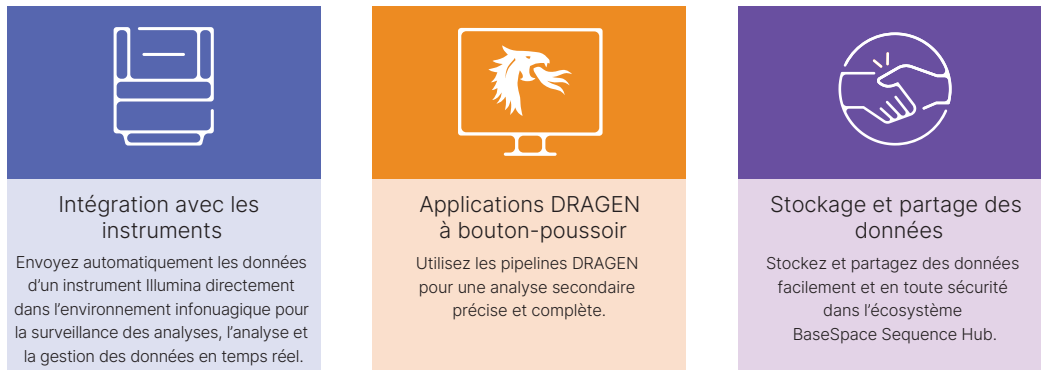 Intégration avec les
instruments
Envoyez automatiquement les données
d'un instrument Illumina directement
dans l'environnement infonuagique pour
la surveillance des analyses, l'analyse et
la gestion des données en temps réel.
Applications DRAGEN
à bouton-poussoir
Utilisez les pipelines DRAGEN
pour une analyse secondaire
précise et complète.
Stockage et partage des
données
Stockez et partagez des données
facilement et en toute sécurité
dans l'écosystème
BaseSpace Sequence Hub.